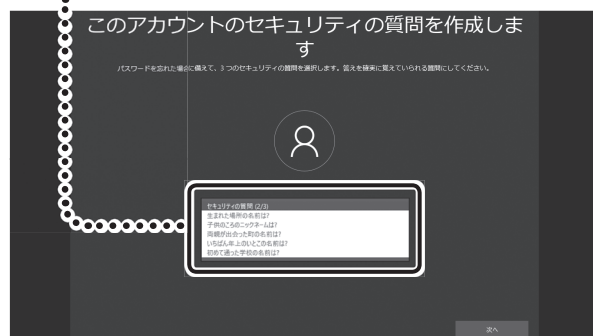 このアカウントのセキュリティの質問を作成しま
す
パスワードを忘れた場合に備えて、3 つのセキュリティの質問を選択します。答えを確実に覚えていられる質問にしてください。
セキュリティの質問 (2/3)
生まれた場所の名前は?
子供のころのニックネームは?
両親が出会った町の名前は?
いちばん年上のいとこの名前は?
初めて通った学校の名前は?
次へ